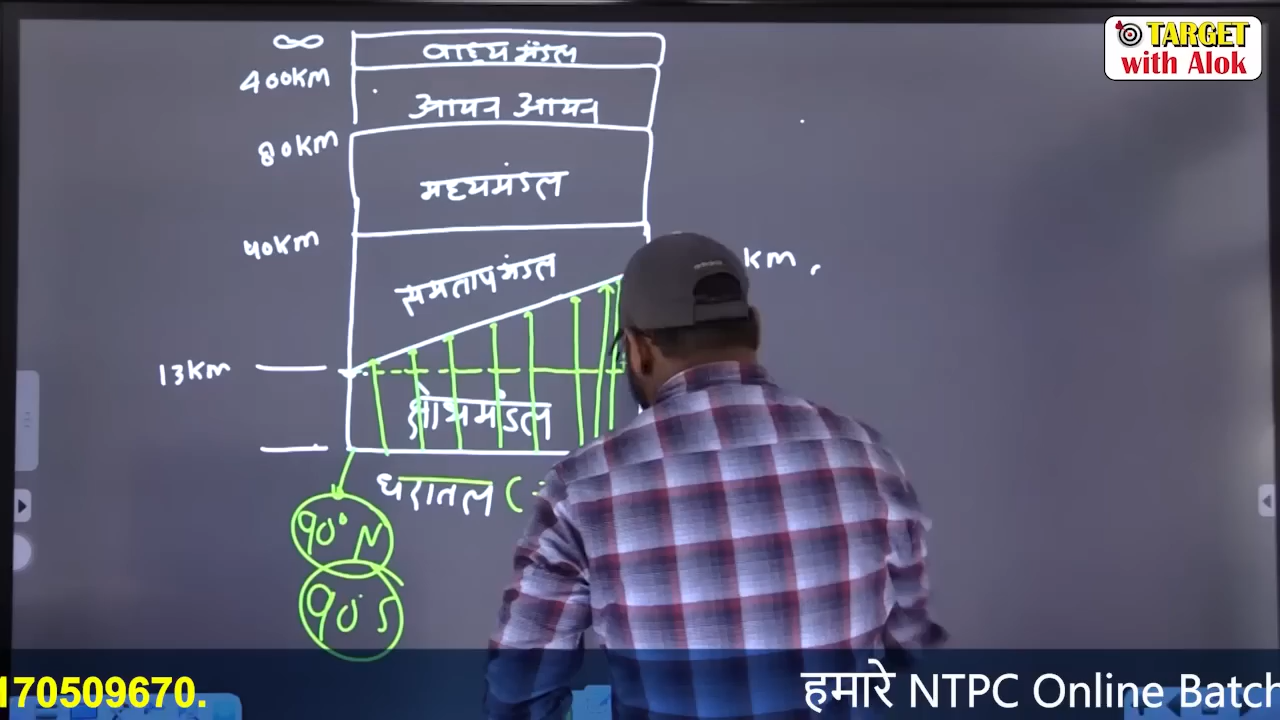 TARGET
with Alok
∞
वाह्य मंडल
400km
आयन आयन
80km
मध्यमंडल
40km
समतापमंडल
km
13km
क्षोभमंडल
धरातल (
90° N
90° S
170509670.
हमारे NTPC Online Batch